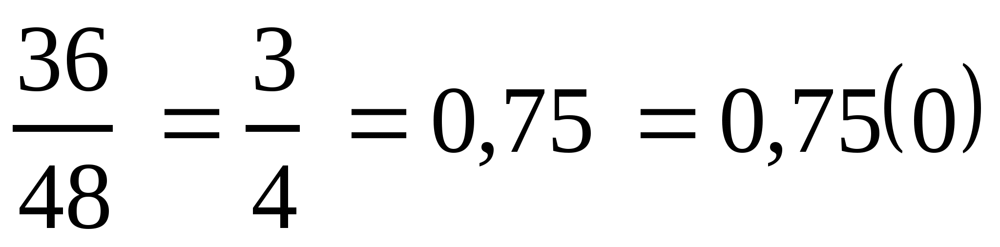 36/48 = 3/4 = 0,75 = 0,75(0)